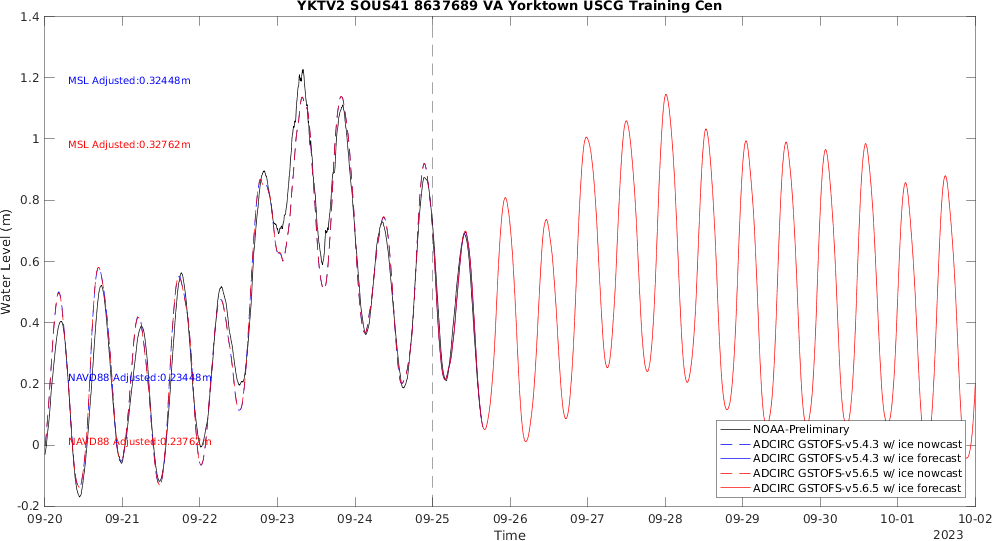 YKTV2 SOUS41 8637689 VA Yorktown USCG Training Cen
1.4
1.2
1
0.8
0.6
0.4
0.2
0
-0.2
Water Level (m)
MSL Adjusted:0.32448m
MSL Adjusted:0.32762m
NAVD88 Adjusted:0.23448m
NAVD88 Adjusted:0.23762m
NOAA-Preliminary
ADCIRC GSTOFS-v5.4.3 w/ ice nowcast
ADCIRC GSTOFS-v5.4.3 w/ ice forecast
ADCIRC GSTOFS-v5.6.5 w/ ice nowcast
ADCIRC GSTOFS-v5.6.5 w/ ice forecast
09-20 09-21 09-22 09-23 09-24 09-25 09-26 09-27 09-28 09-29 09-30 10-01 10-02
Time
2023